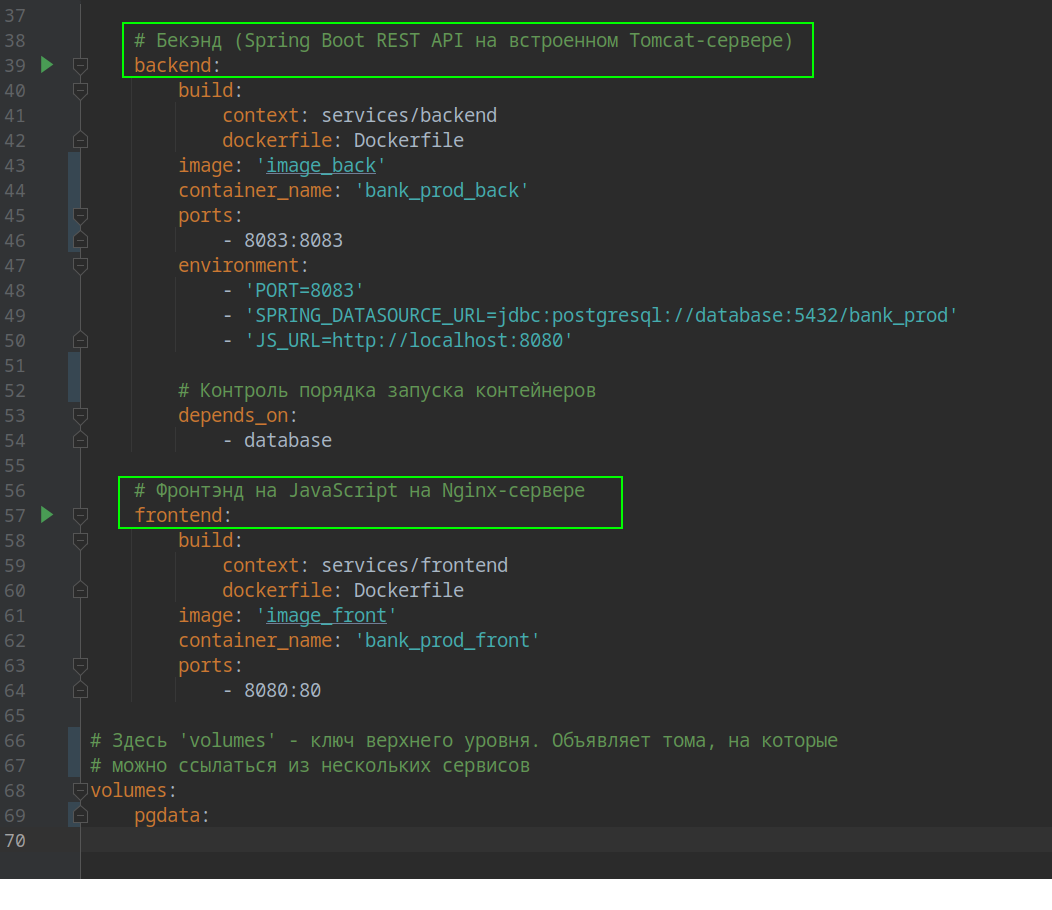 37
38 # Бекэнд (Spring Boot REST API на встроенном Tomcat-сервере)
39 backend:
40 build:
41 context: services/backend
42 dockerfile: Dockerfile
43 image: 'image_back'
44 container_name: 'bank_prod_back'
45 ports:
46 - 8083:8083
47 environment:
48 - 'PORT=8083'
49 - 'SPRING_DATASOURCE_URL=jdbc:postgresql://database:5432/bank_prod'
50 - 'JS_URL=http://localhost:8080'
51
52 # Контроль порядка запуска контейнеров
53 depends_on:
54 - database
55
56 # Фронтэнд на JavaScript на Nginx-сервере
57 frontend:
58 build:
59 context: services/frontend
60 dockerfile: Dockerfile
61 image: 'image_front'
62 container_name: 'bank_prod_front'
63 ports:
64 - 8080:80
65
66 # Здесь 'volumes' - ключ верхнего уровня. Объявляет тома, на которые
67 # можно ссылаться из нескольких сервисов
68 volumes:
69 pgdata:
70